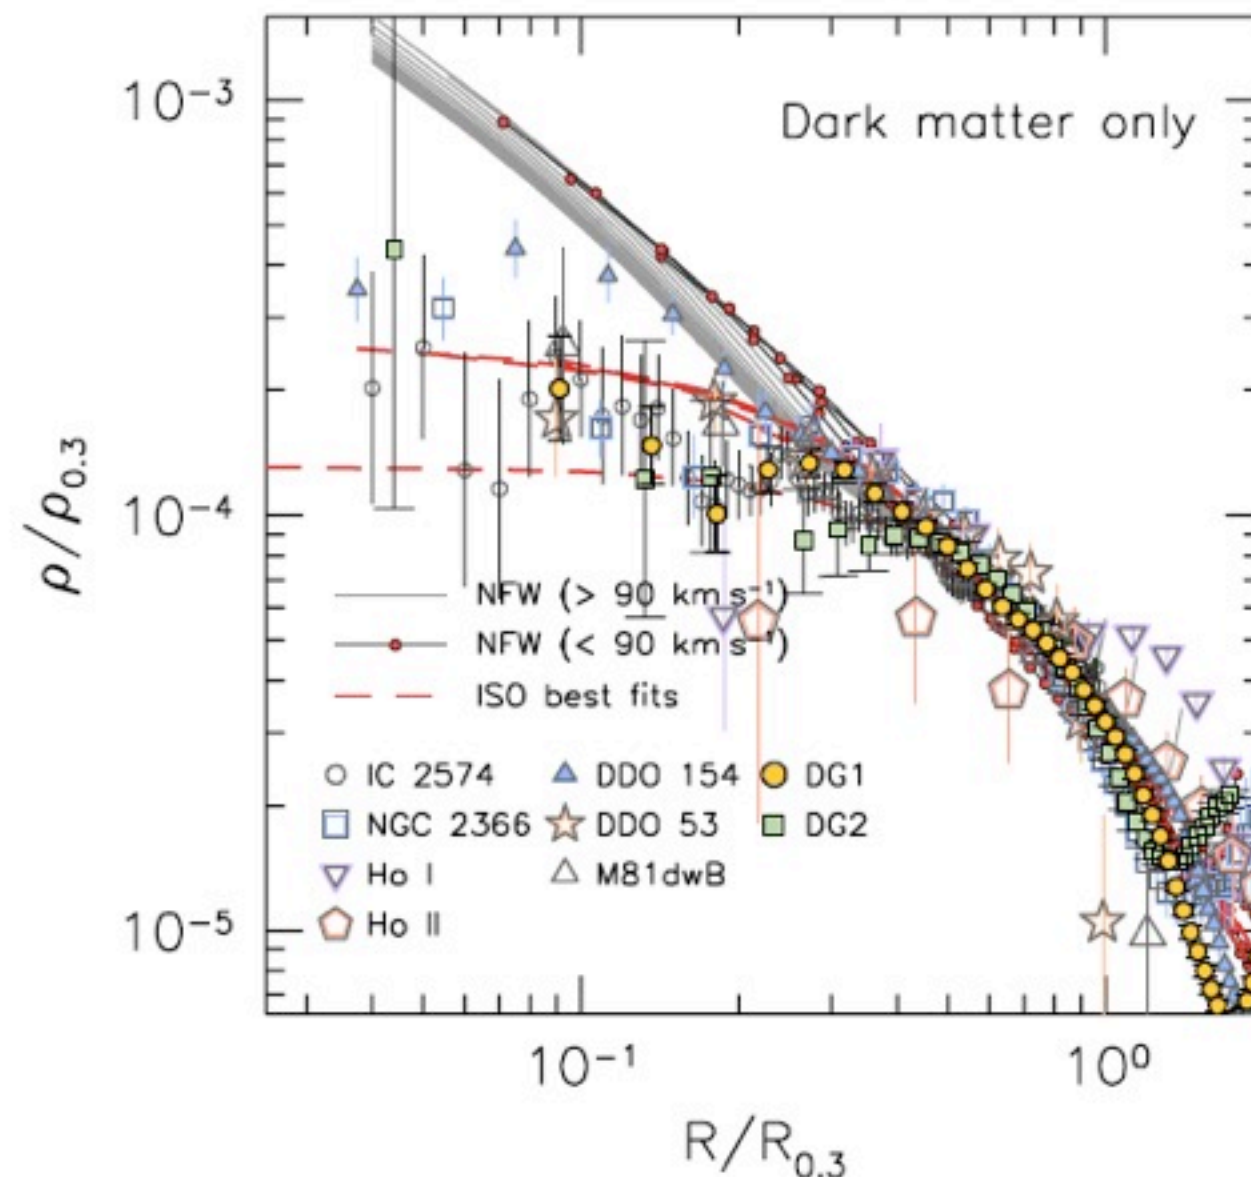 10⁻³
Dark matter only
ρ/ρ₀.₃
10⁻⁴
NFW (> 90 km s⁻¹)
NFW (< 90 km s⁻¹)
ISO best fits
IC 2574
DDO 154
DG1
NGC 2366
DDO 53
DG2
Ho I
M81dwB
Ho II
10⁻⁵
10⁻¹
10⁰
R/R₀.₃